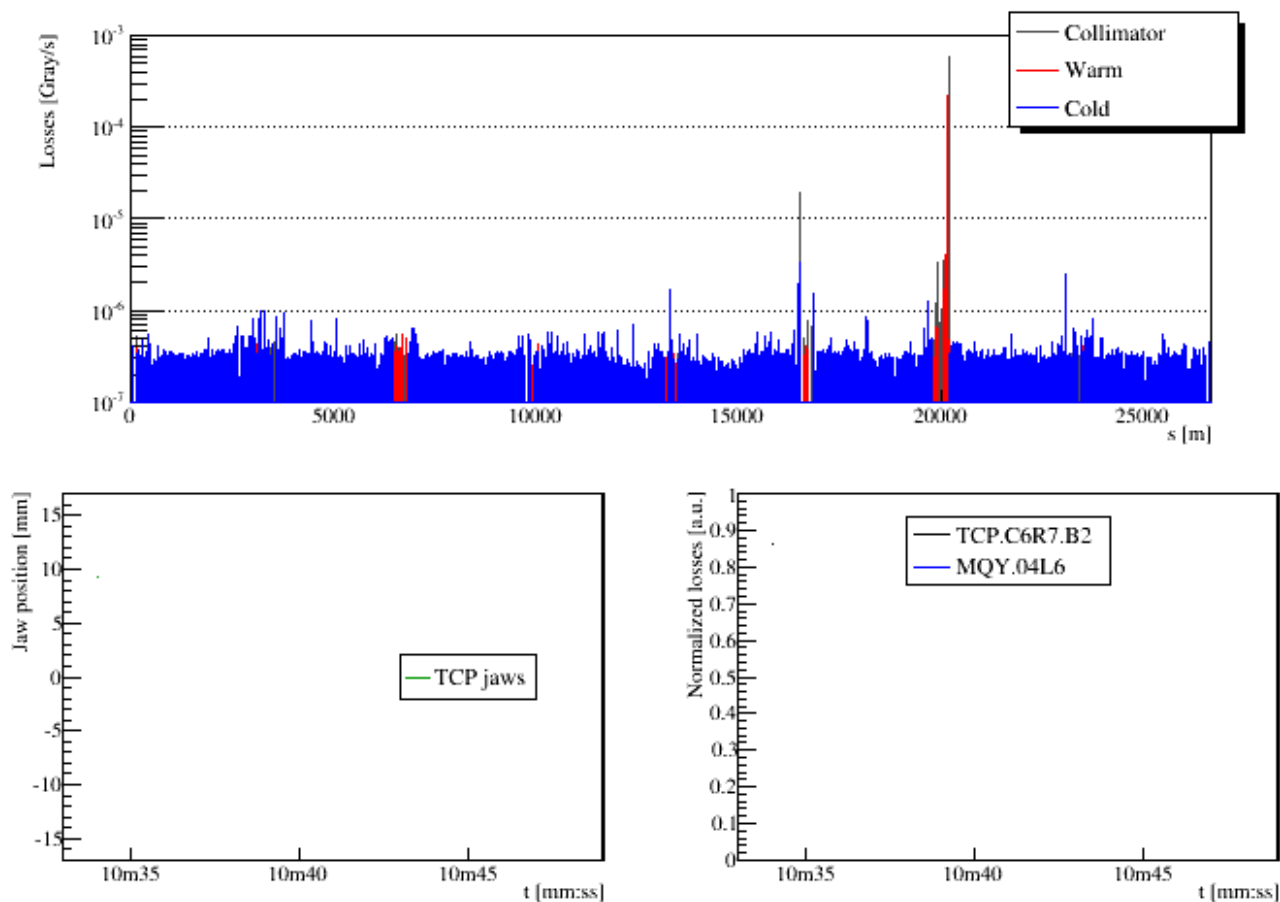 Losses [Gray/s]
10^-3
10^-4
10^-5
10^-6
10^-7
Collimator
Warm
Cold
0
5000
10000
15000
20000
25000
s [m]
Jaw position [mm]
15
10
5
0
-5
-10
-15
TCP jaws
10m35
10m40
10m45
t [mm:ss]
Normalized losses [a.u.]
1
0.9
0.8
0.7
0.6
0.5
0.4
0.3
0.2
0.1
0
TCP.C6R7.B2
MQY.04L6
10m35
10m40
10m45
t [mm:ss]